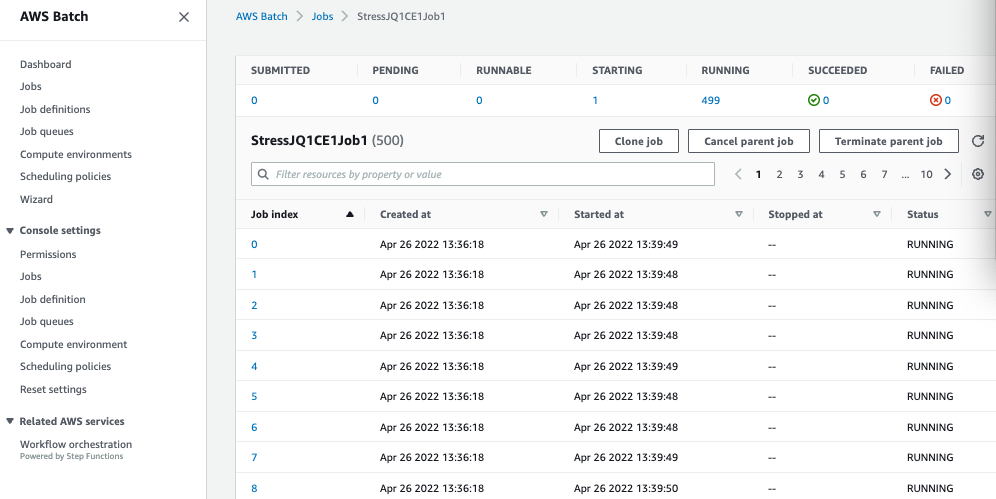 AWS Batch
Dashboard
Jobs
Job definitions
Job queues
Compute environments
Scheduling policies
Wizard
Console settings
Permissions
Jobs
Job definition
Job queues
Compute environment
Scheduling policies
Reset settings
Related AWS services
Workflow orchestration
Powered by Step Functions
AWS Batch Jobs StressJQ1CE1Job1
SUBMITTED PENDING RUNNABLE STARTING RUNNING SUCCEEDED FAILED
0 0 0 1 499 0 0
StressJQ1CE1Job1 (500) Clone job Cancel parent job Terminate parent job
Filter resources by property or value 1 2 3 4 5 6 7 ... 10
Job index Created at Started at Stopped at Status
0 Apr 26 2022 13:36:18 Apr 26 2022 13:39:49 -- RUNNING
1 Apr 26 2022 13:36:18 Apr 26 2022 13:39:48 -- RUNNING
2 Apr 26 2022 13:36:18 Apr 26 2022 13:39:48 -- RUNNING
3 Apr 26 2022 13:36:18 Apr 26 2022 13:39:48 -- RUNNING
4 Apr 26 2022 13:36:18 Apr 26 2022 13:39:48 -- RUNNING
5 Apr 26 2022 13:36:18 Apr 26 2022 13:39:48 -- RUNNING
6 Apr 26 2022 13:36:18 Apr 26 2022 13:39:48 -- RUNNING
7 Apr 26 2022 13:36:18 Apr 26 2022 13:39:49 -- RUNNING
8 Apr 26 2022 13:36:18 Apr 26 2022 13:39:50 -- RUNNING